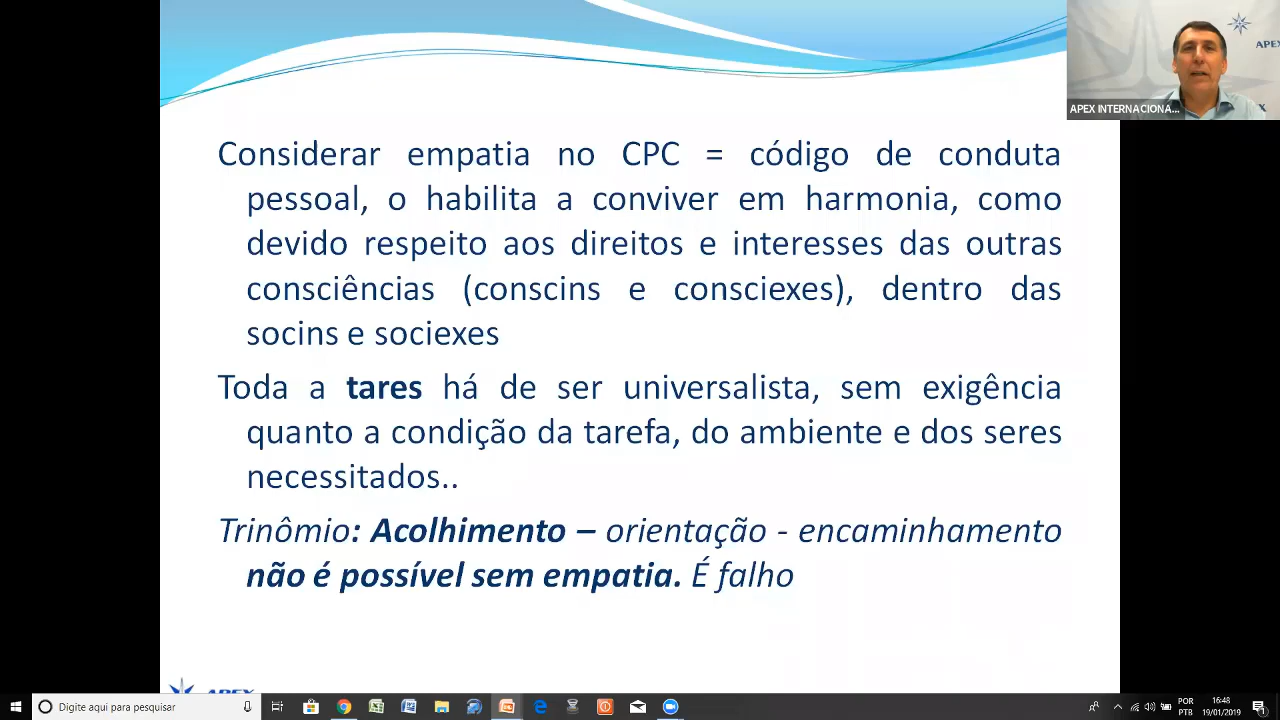 APEX
APEX INTERNACIONA...
Considerar empatia no CPC = código de conduta
pessoal, o habilita a conviver em harmonia, como
devido respeito aos direitos e interesses das outras
consciências (conscins e consciexes), dentro das
socins e sociexes
Toda a tares há de ser universalista, sem exigência
quanto a condição da tarefa, do ambiente e dos seres
necessitados..
Trinômio: Acolhimento – orientação - encaminhamento
não é possível sem empatia. É falho
APEX
Digite aqui para pesquisar
POR
PTB
16:48
19/01/2019